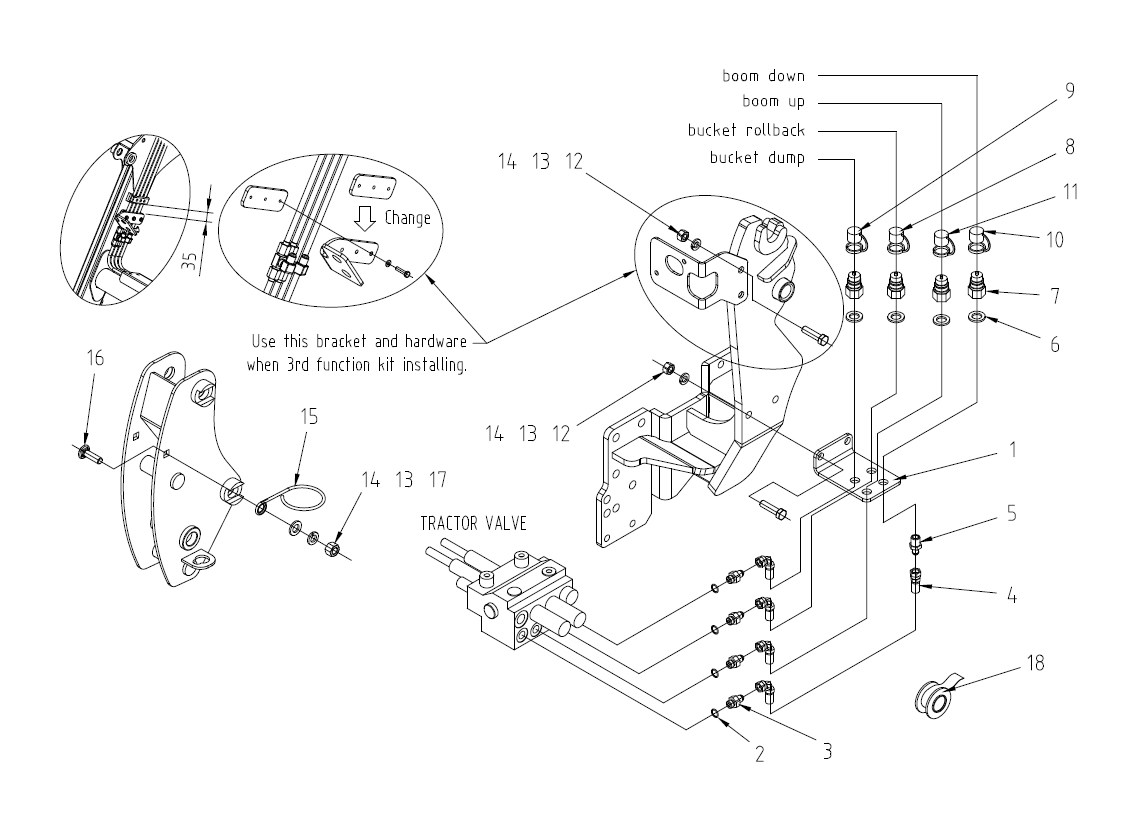 boom down
boom up
bucket rollback
bucket dump
9
8
11
10
7
6
14 13 12
Change
35
Use this bracket and hardware
when 3rd function kit installing.
16
15
14 13 17
14 13 12
1
TRACTOR VALVE
5
4
18
2
3